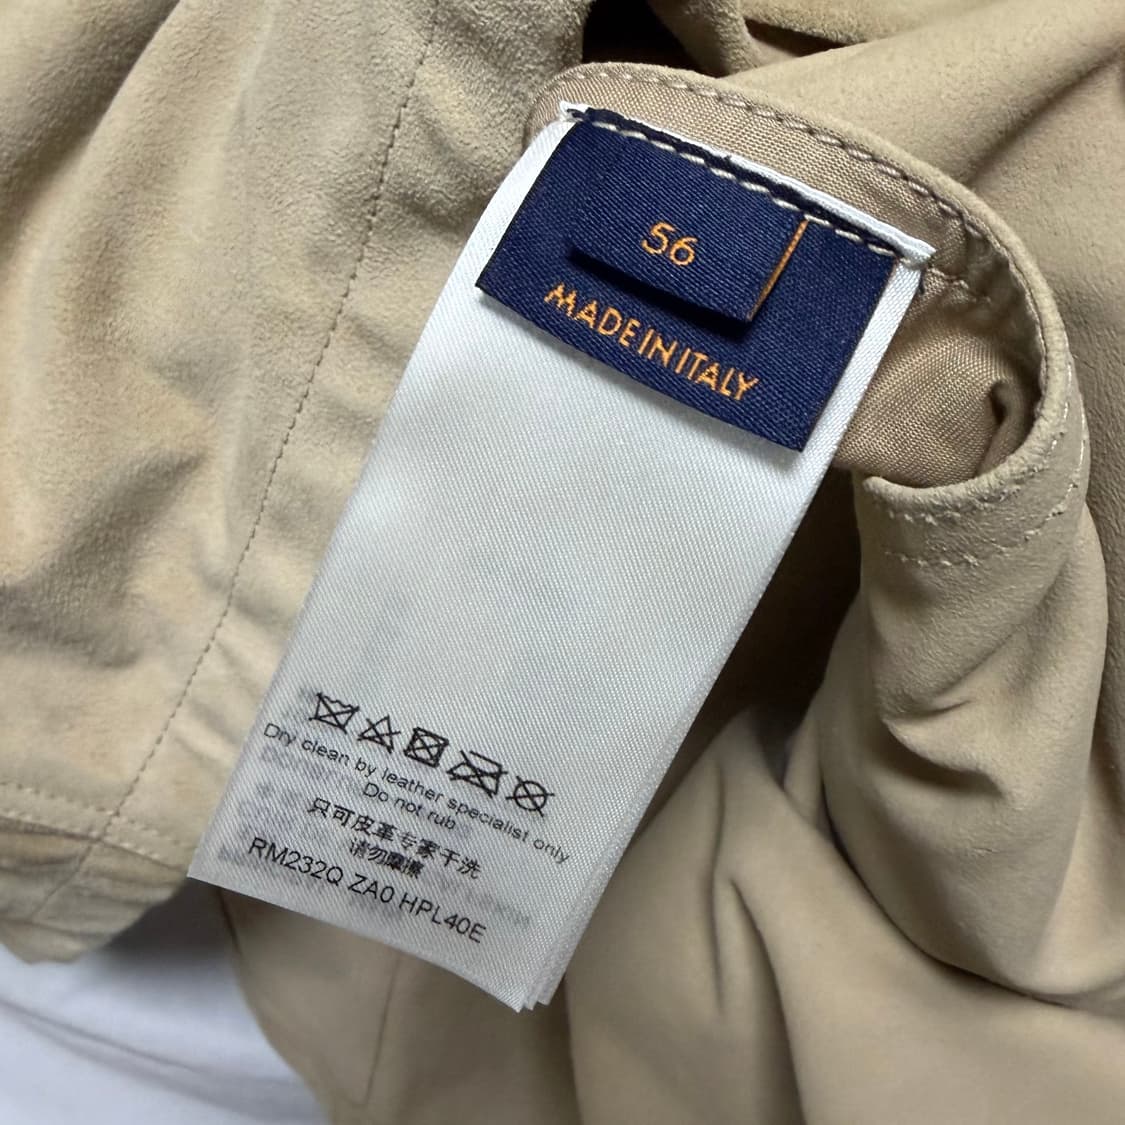 56
MADE IN ITALY
Dry clean by leather specialist only
Do not rub
只可皮革专家干洗
请勿摩擦
RM232Q ZA0 HPL40E